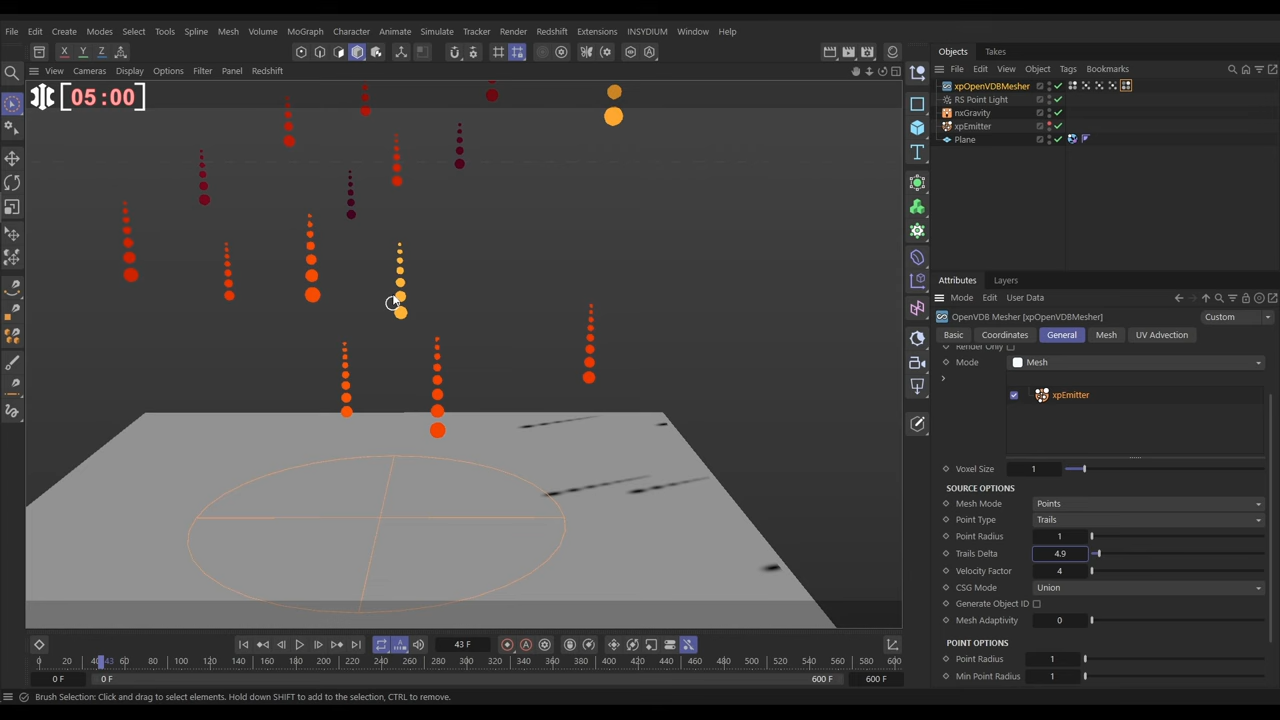 File Edit Create Modes Select Tools Spline Mesh Volume MoGraph Character Animate Simulate Tracker Render Redshift Extensions INSYDIUM Window Help
X Y Z
Objects Takes
View Cameras Display Options Filter Panel Redshift
File Edit View Object Tags Bookmarks
[05:00]
xpOpenVDBMesher
RS Point Light
nxGravity
xpEmitter
Plane
Attributes Layers
Mode Edit User Data
OpenVDB Mesher [xpOpenVDBMesher] Custom
Basic Coordinates General Mesh UV Advection
Render Only
Mode Mesh
xpEmitter
Voxel Size 1
SOURCE OPTIONS
Mesh Mode Points
Point Type Trails
Point Radius 1
Trails Delta 4.9
Velocity Factor 4
CSG Mode Union
Generate Object ID
Mesh Adaptivity 0
POINT OPTIONS
Point Radius 1
Min Point Radius 1
43 F
0 20 40 43 60 80 100 120 140 160 180 200 220 240 260 280 300 320 340 360 380 400 420 440 460 480 500 520 540 560 580 600
0 F 0 F 600 F 600 F
Brush Selection: Click and drag to select elements. Hold down SHIFT to add to the selection, CTRL to remove.